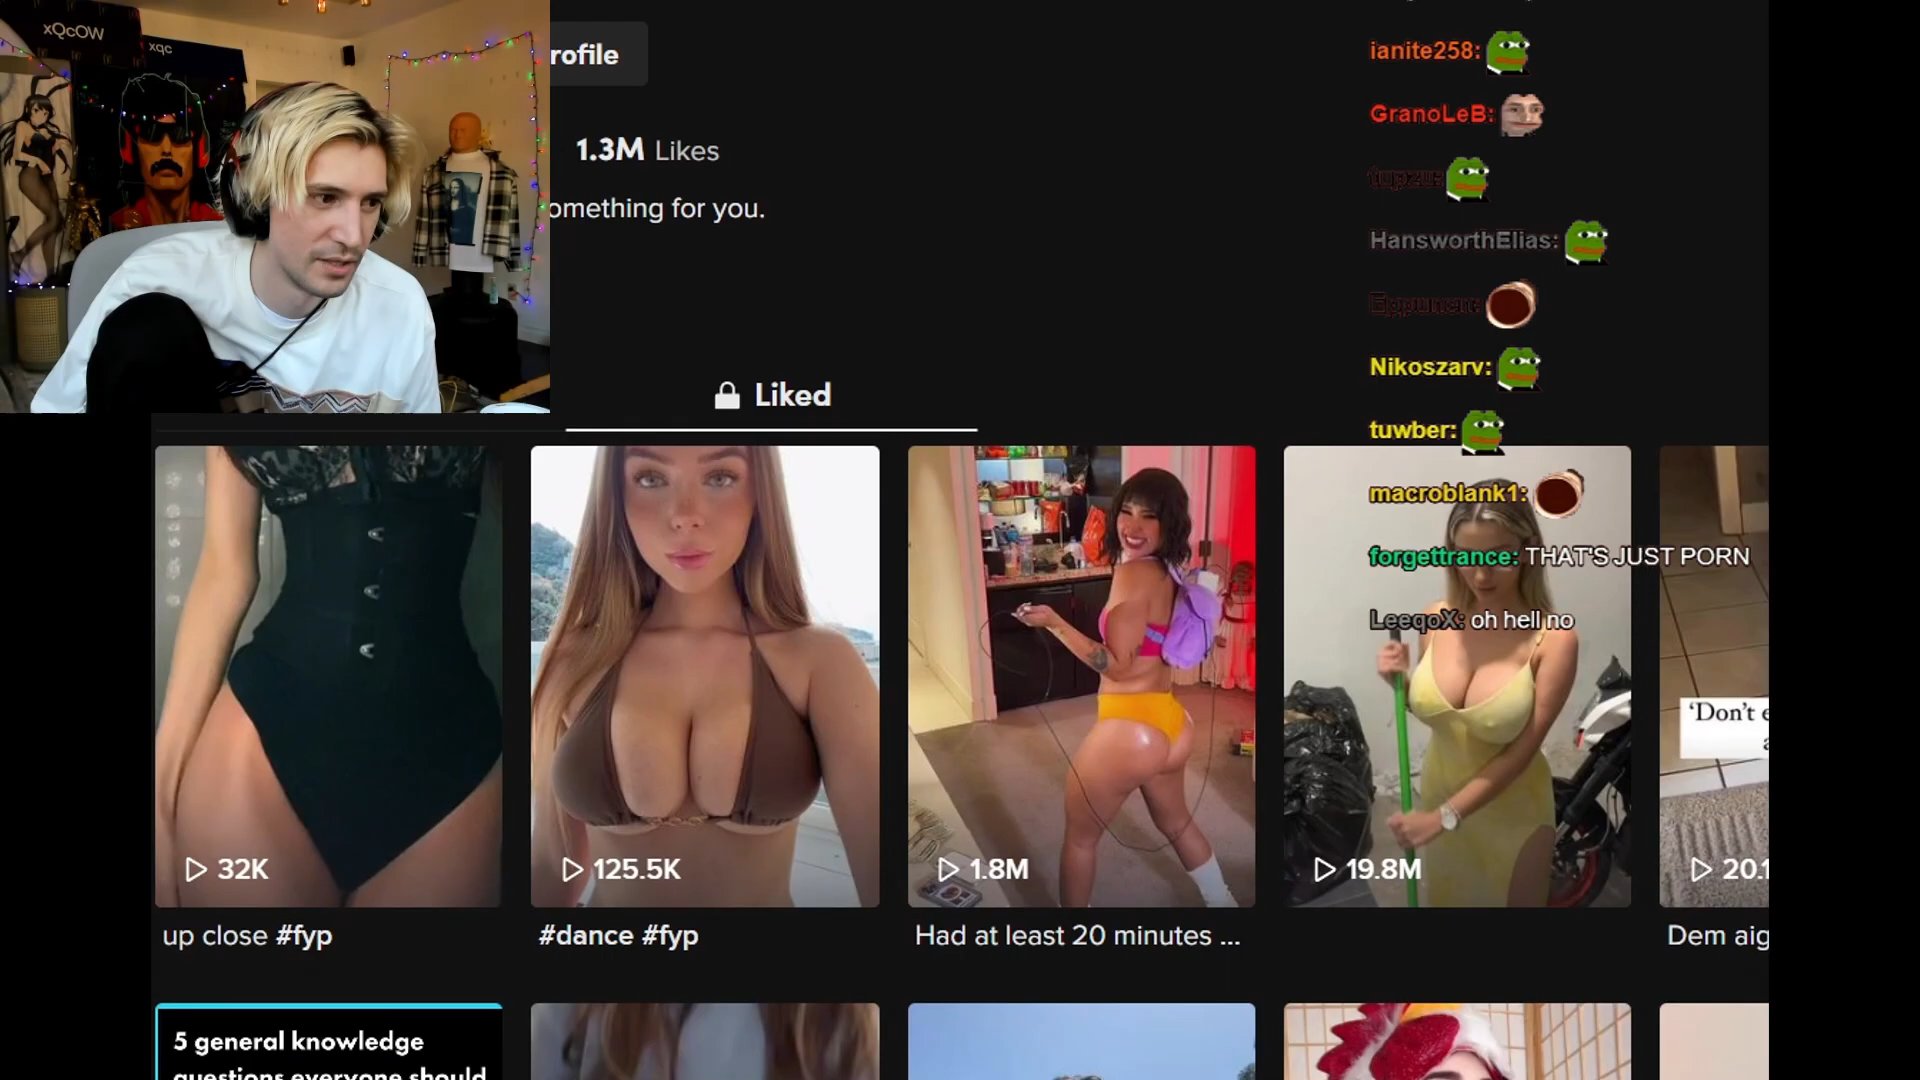 xQcOW
xqc
rofile
1.3M Likes
omething for you.
Liked
ianite258:
GranoLeB:
HansworthElias:
Nikoszarv:
tuwber:
macroblank1:
forgettrance: THAT'S JUST PORN
LeeqoX: oh hell no
'Don't e
a
32K
125.5K
1.8M
19.8M
20.1
up close #fyp
#dance #fyp
Had at least 20 minutes ...
Dem aig
5 general knowledge
questions everyone should